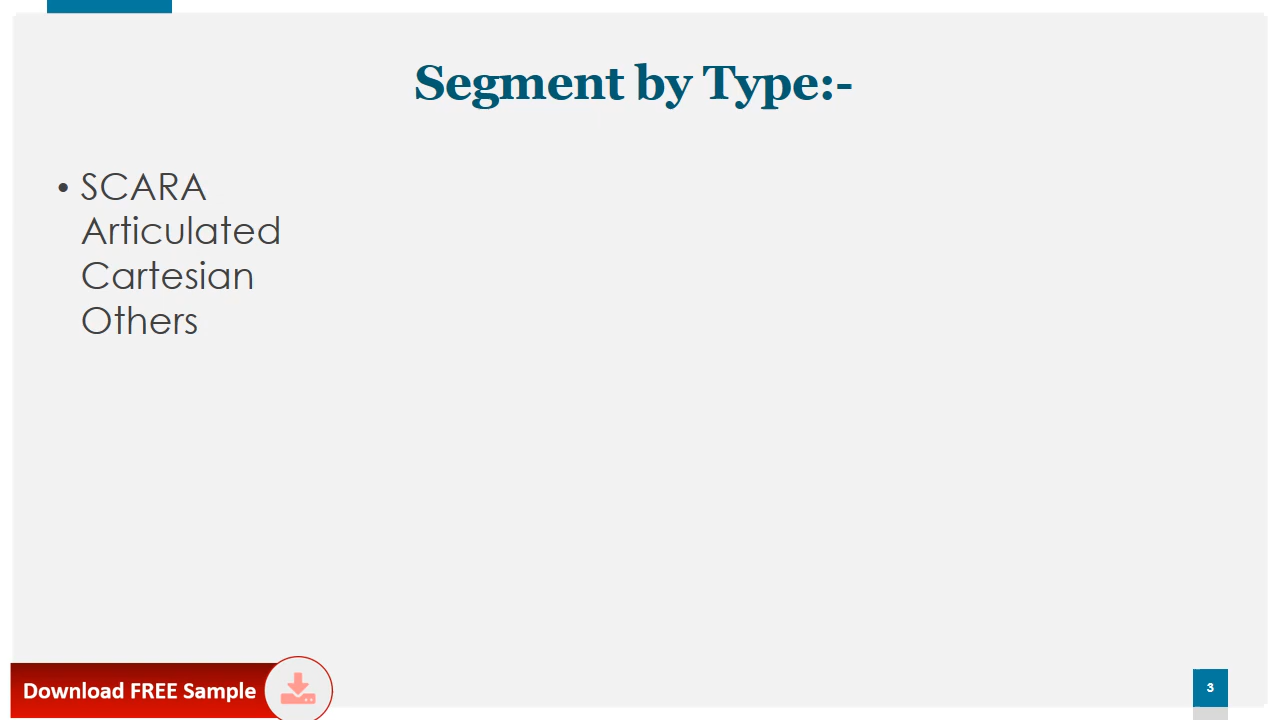 Segment by Type:-
• SCARA
Articulated
Cartesian
Others
Download FREE Sample
3